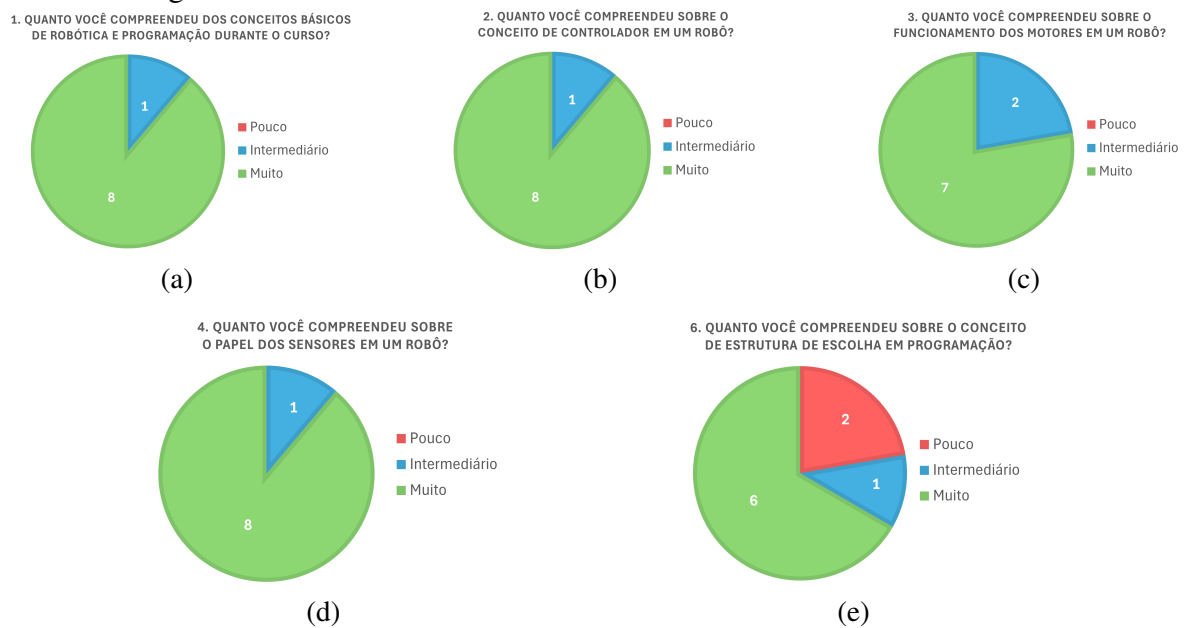 1. QUANTO VOCÊ COMPREENDEU DOS CONCEITOS BÁSICOS
DE ROBÓTICA E PROGRAMAÇÃO DURANTE O CURSO?
1
8
Pouco
Intermediário
Muito
(a)
2. QUANTO VOCÊ COMPREENDEU SOBRE O
CONCEITO DE CONTROLADOR EM UM ROBÔ?
1
8
Pouco
Intermediário
Muito
(b)
3. QUANTO VOCÊ COMPREENDEU SOBRE O
FUNCIONAMENTO DOS MOTORES EM UM ROBÔ?
2
7
Pouco
Intermediário
Muito
(c)
4. QUANTO VOCÊ COMPREENDEU SOBRE
O PAPEL DOS SENSORES EM UM ROBÔ?
1
8
Pouco
Intermediário
Muito
(d)
6. QUANTO VOCÊ COMPREENDEU SOBRE O CONCEITO
DE ESTRUTURA DE ESCOLHA EM PROGRAMAÇÃO?
2
1
6
Pouco
Intermediário
Muito
(e)